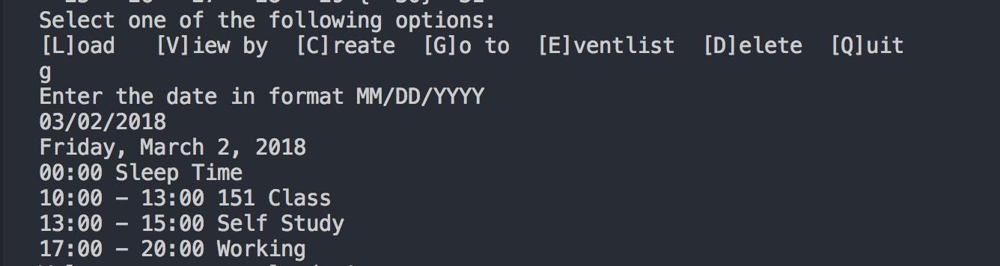 Select one of the following options:
[L]oad [V]iew by [C]reate [G]o to [E]ventlist [D]elete [Q]uit
g
Enter the date in format MM/DD/YYYY
03/02/2018
Friday, March 2, 2018
00:00 Sleep Time
10:00 - 13:00 151 Class
13:00 - 15:00 Self Study
17:00 - 20:00 Working